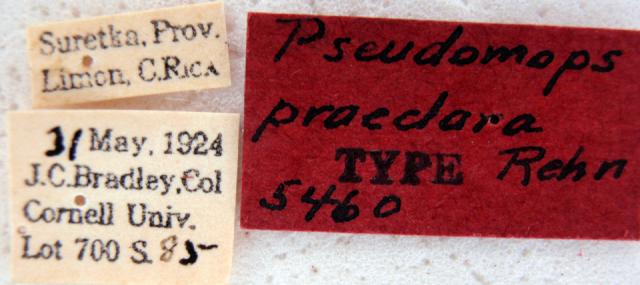 Suretka, Prov.
Limon, C.Rica
31 May, 1924
J.C.Bradley,Col
Cornell Univ.
Lot 700 S. 85
Pseudomops
praeclara
TYPE Rehn
5460